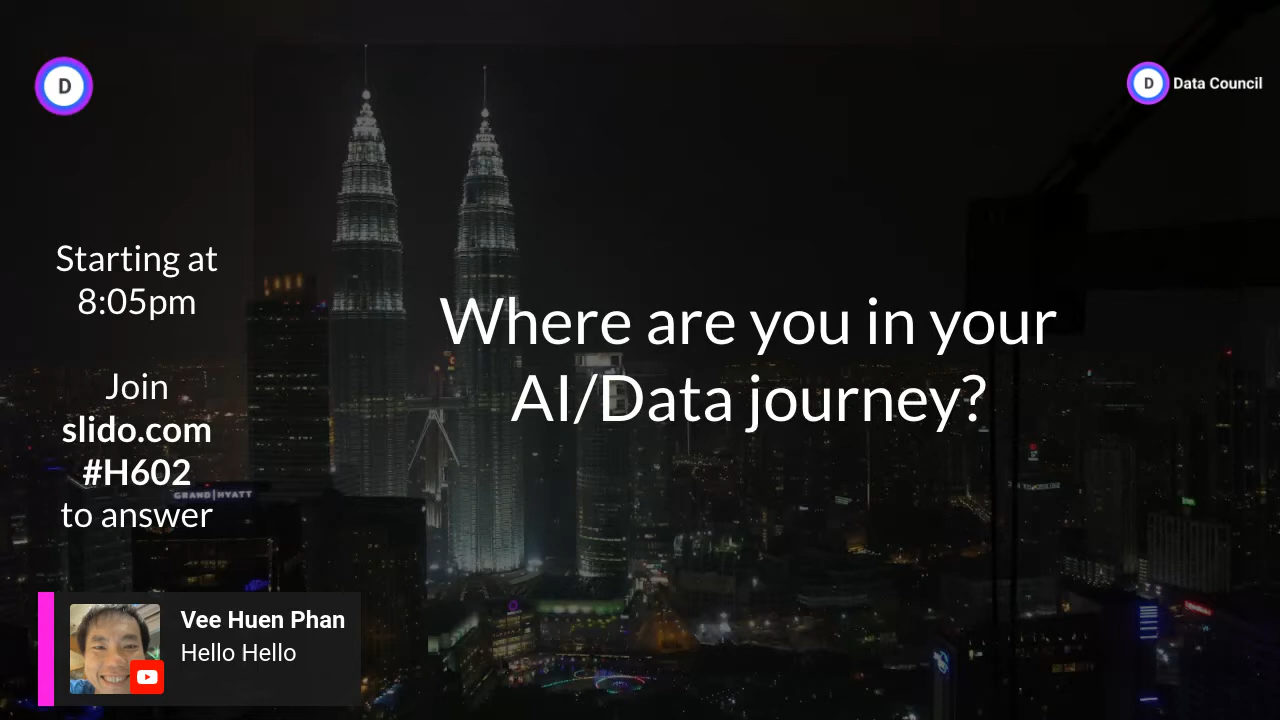 D
D Data Council
Starting at
8:05pm
Where are you in your
AI/Data journey?
Join
slido.com
#H602
to answer
GRAND HYATT
Vee Huen Phan
Hello Hello